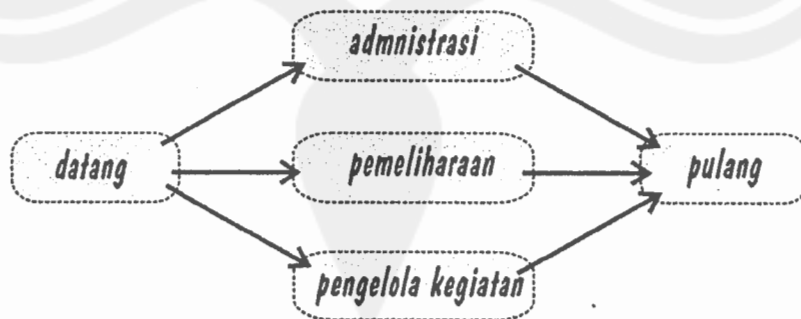 admnistrasi
datang
pemeliharaan
pulang
pengelola kegiatan